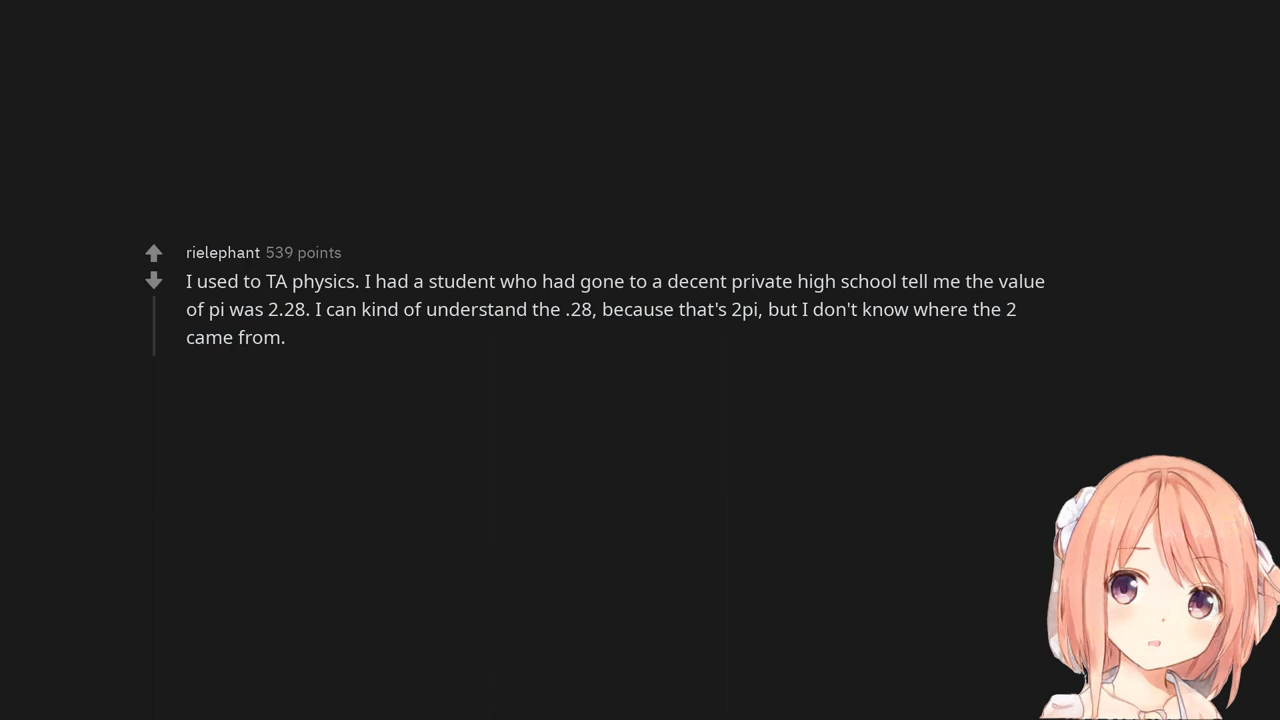 rielephant 539 points
I used to TA physics. I had a student who had gone to a decent private high school tell me the value
of pi was 2.28. I can kind of understand the .28, because that's 2pi, but I don't know where the 2
came from.